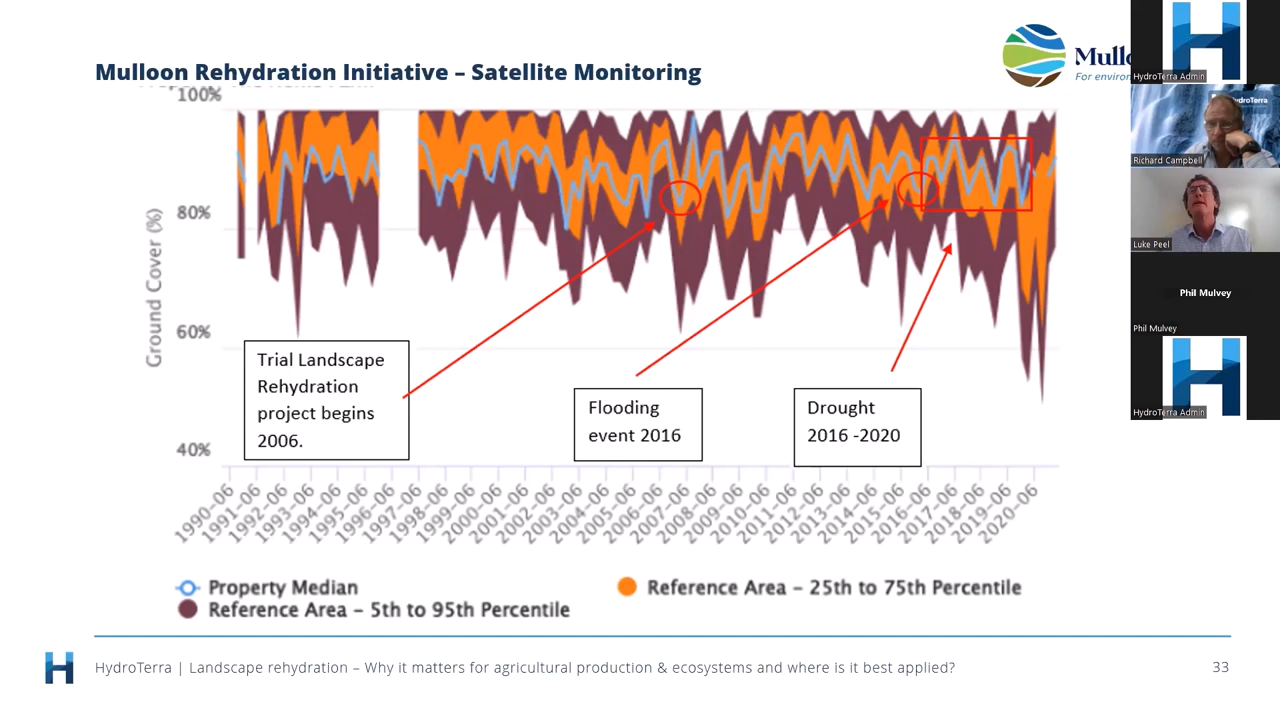 Mulloon Rehydration Initiative – Satellite Monitoring
For environ
HydroTerra Admin
HydroTerra
Richard Campbell
Luke Peel
Phil Mulvey
Phil Mulvey
HydroTerra Admin
100%
80%
60%
40%
Ground Cover (%)
Trial Landscape
Rehydration
project begins
2006.
Flooding
event 2016
Drought
2016 -2020
1990-06
1991-06
1992-06
1993-06
1994-06
1995-06
1996-06
1997-06
1998-06
1999-06
2000-06
2001-06
2002-06
2003-06
2004-06
2005-06
2006-06
2007-06
2008-06
2009-06
2010-06
2011-06
2012-06
2013-06
2014-06
2015-06
2016-06
2017-06
2018-06
2019-06
2020-06
Property Median
Reference Area – 25th to 75th Percentile
Reference Area – 5th to 95th Percentile
HydroTerra | Landscape rehydration – Why it matters for agricultural production & ecosystems and where is it best applied?
33